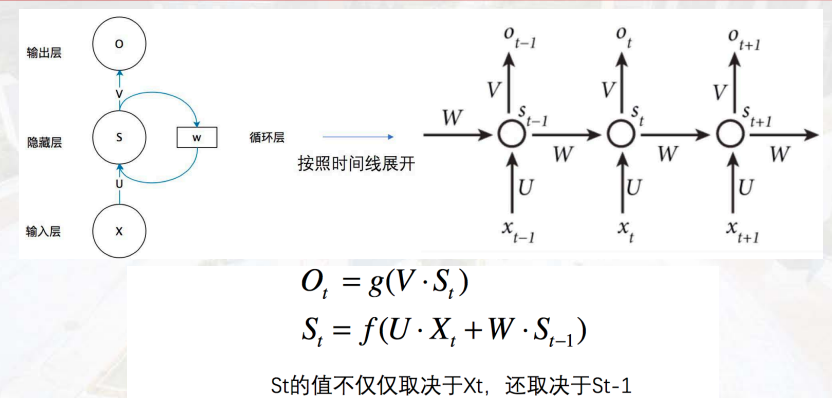 输出层
O
V
隐藏层
S
w
循环层
U
输入层
X
按照时间线展开
o_{t-1} o_t o_{t+1}
V V V
W s_{t-1} s_t s_{t+1}
W W W
U U U
x_{t-1} x_t x_{t+1}
O_t = g(V·S_t)
S_t = f(U·X_t + W·S_{t-1})
St的值不仅仅取决于Xt，还取决于St-1